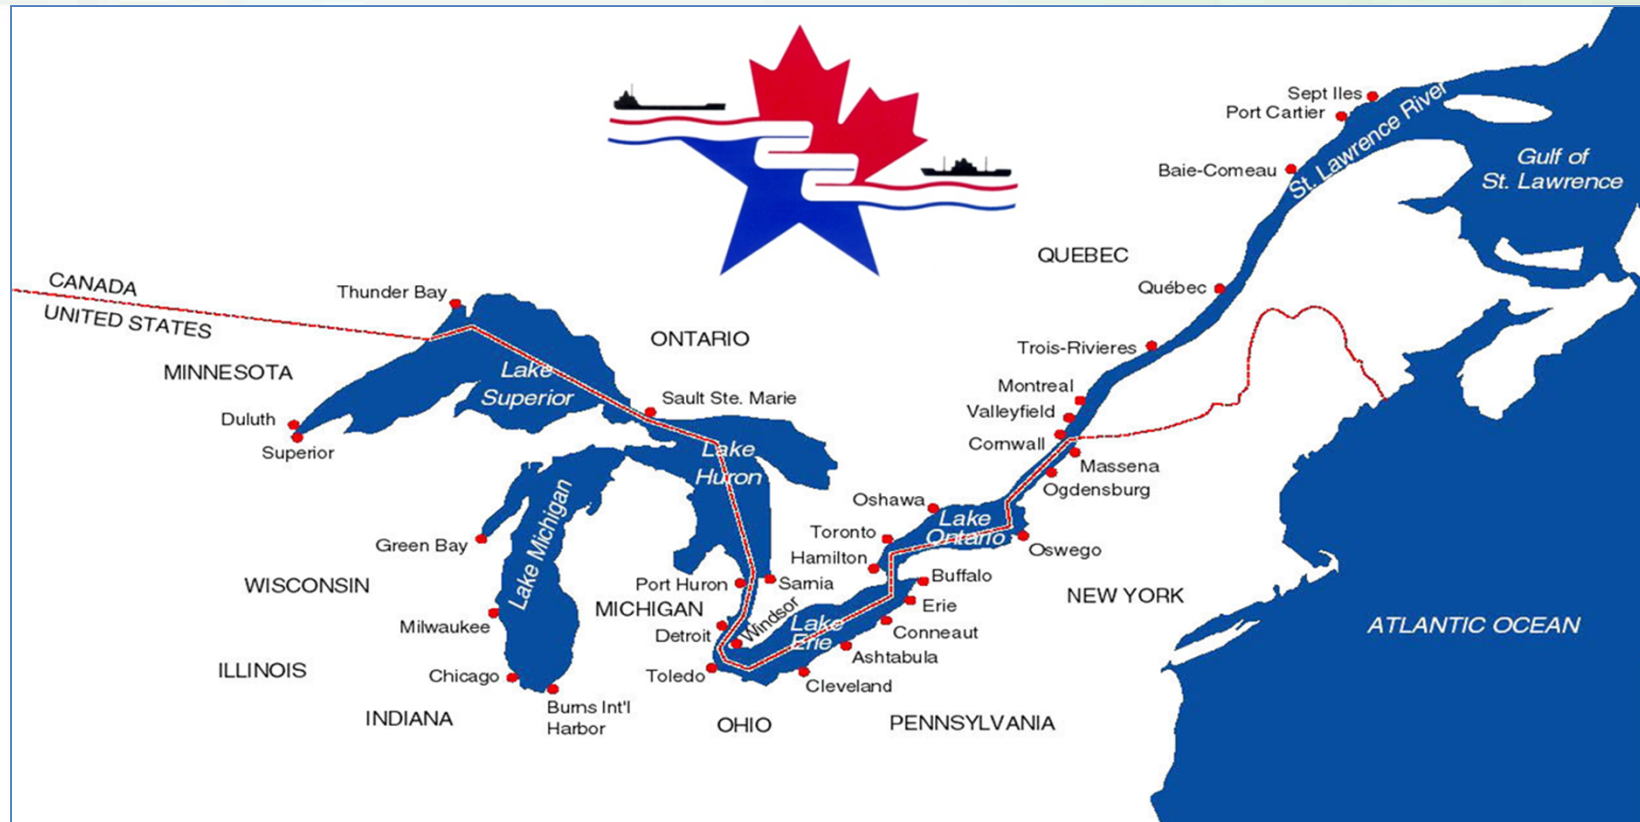 Sept Iles
Port Cartier
St. Lawrence River
Gulf of
St. Lawrence
Baie-Comeau
QUEBEC
CANADA
UNITED STATES
Thunder Bay
Québec
ONTARIO
Trois-Rivieres
MINNESOTA
Lake
Superior
Montreal
Sault Ste. Marie
Valleyfield
Duluth
Superior
Cornwall
Lake
Huron
Massena
Ogdensburg
Lake Michigan
Oshawa
Lake
Ontario
Toronto
Green Bay
Oswego
Hamilton
Buffalo
WISCONSIN
Port Huron
Sarnia
NEW YORK
MICHIGAN
Windsor
Erie
Milwaukee
Detroit
Lake
Erie
Conneaut
ATLANTIC OCEAN
Ashtabula
ILLINOIS
Chicago
Toledo
Cleveland
Burns Int'l
Harbor
INDIANA
OHIO
PENNSYLVANIA